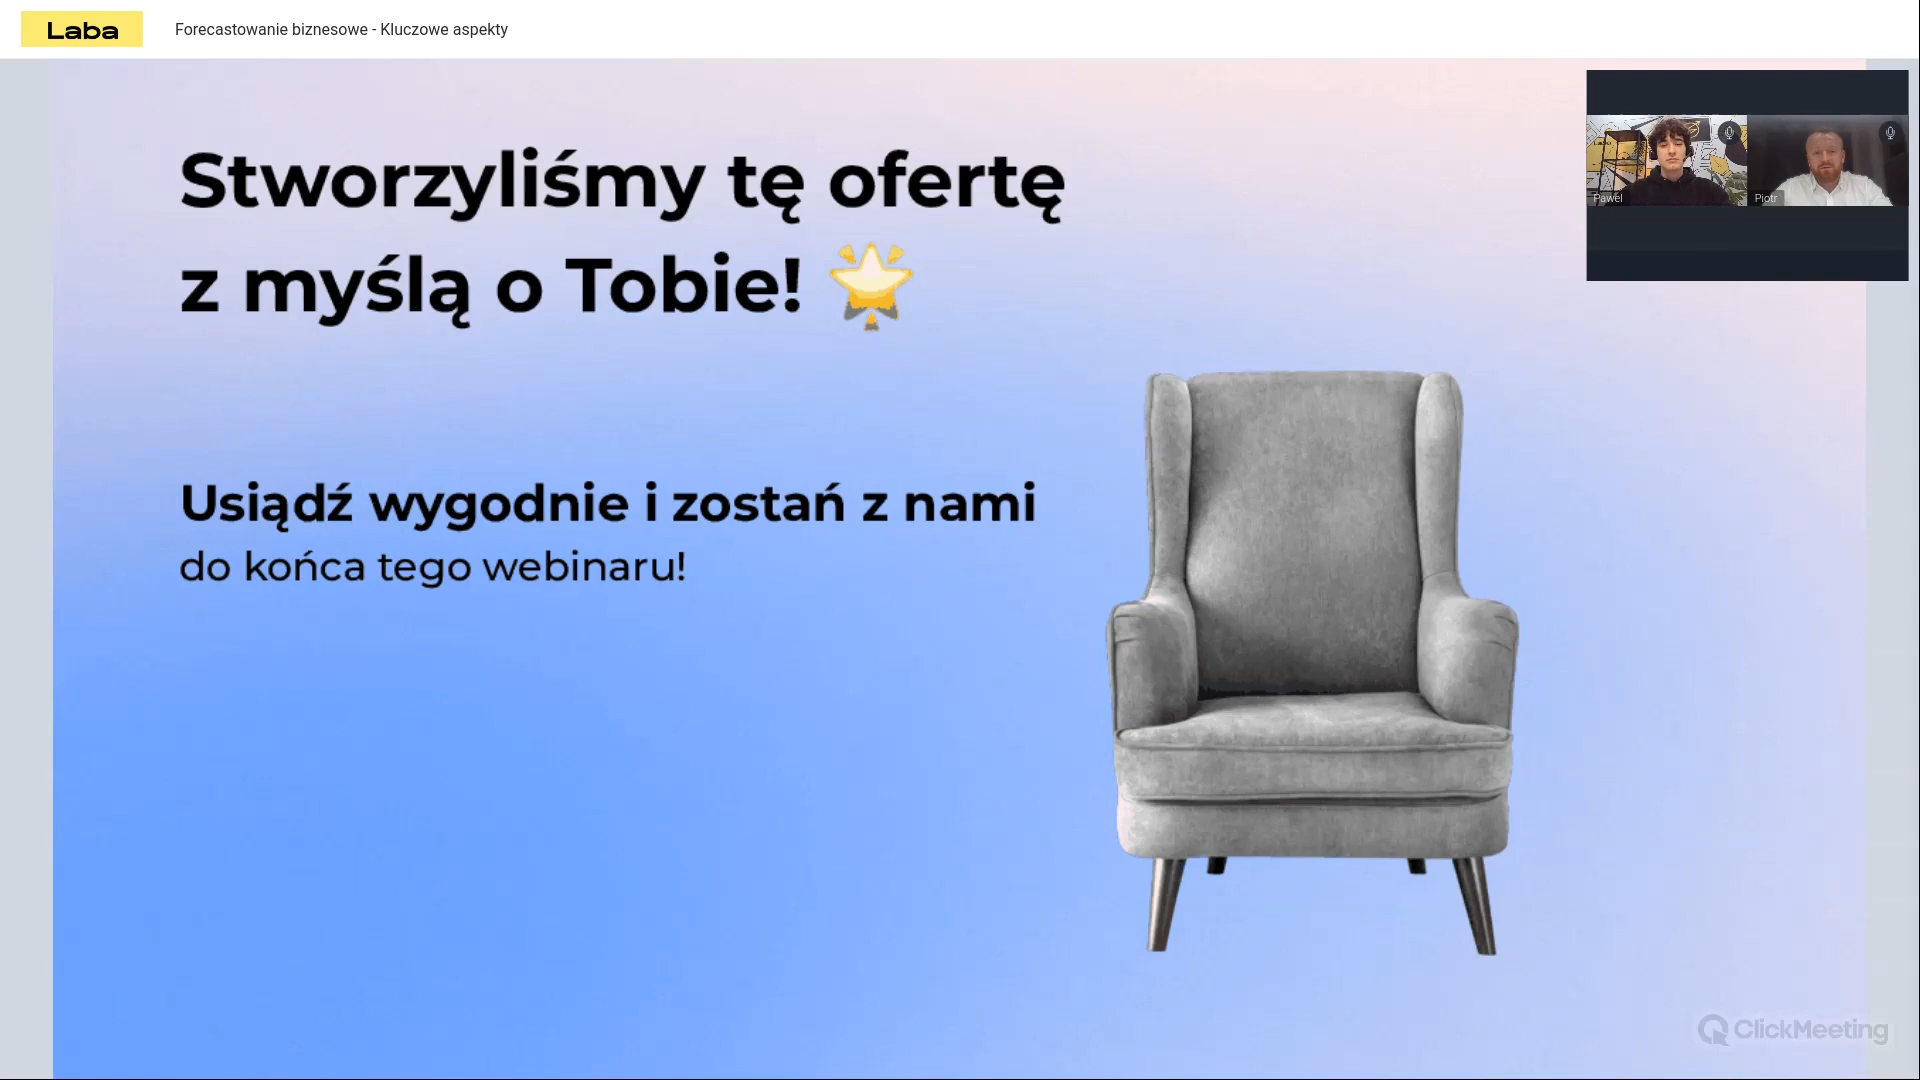 Laba
Forecastowanie biznesowe - Kluczowe aspekty
Stworzyliśmy tę ofertę
z myślą o Tobie!
Paweł
Piotr
Usiądź wygodnie i zostań z nami
do końca tego webinaru!
ClickMeeting